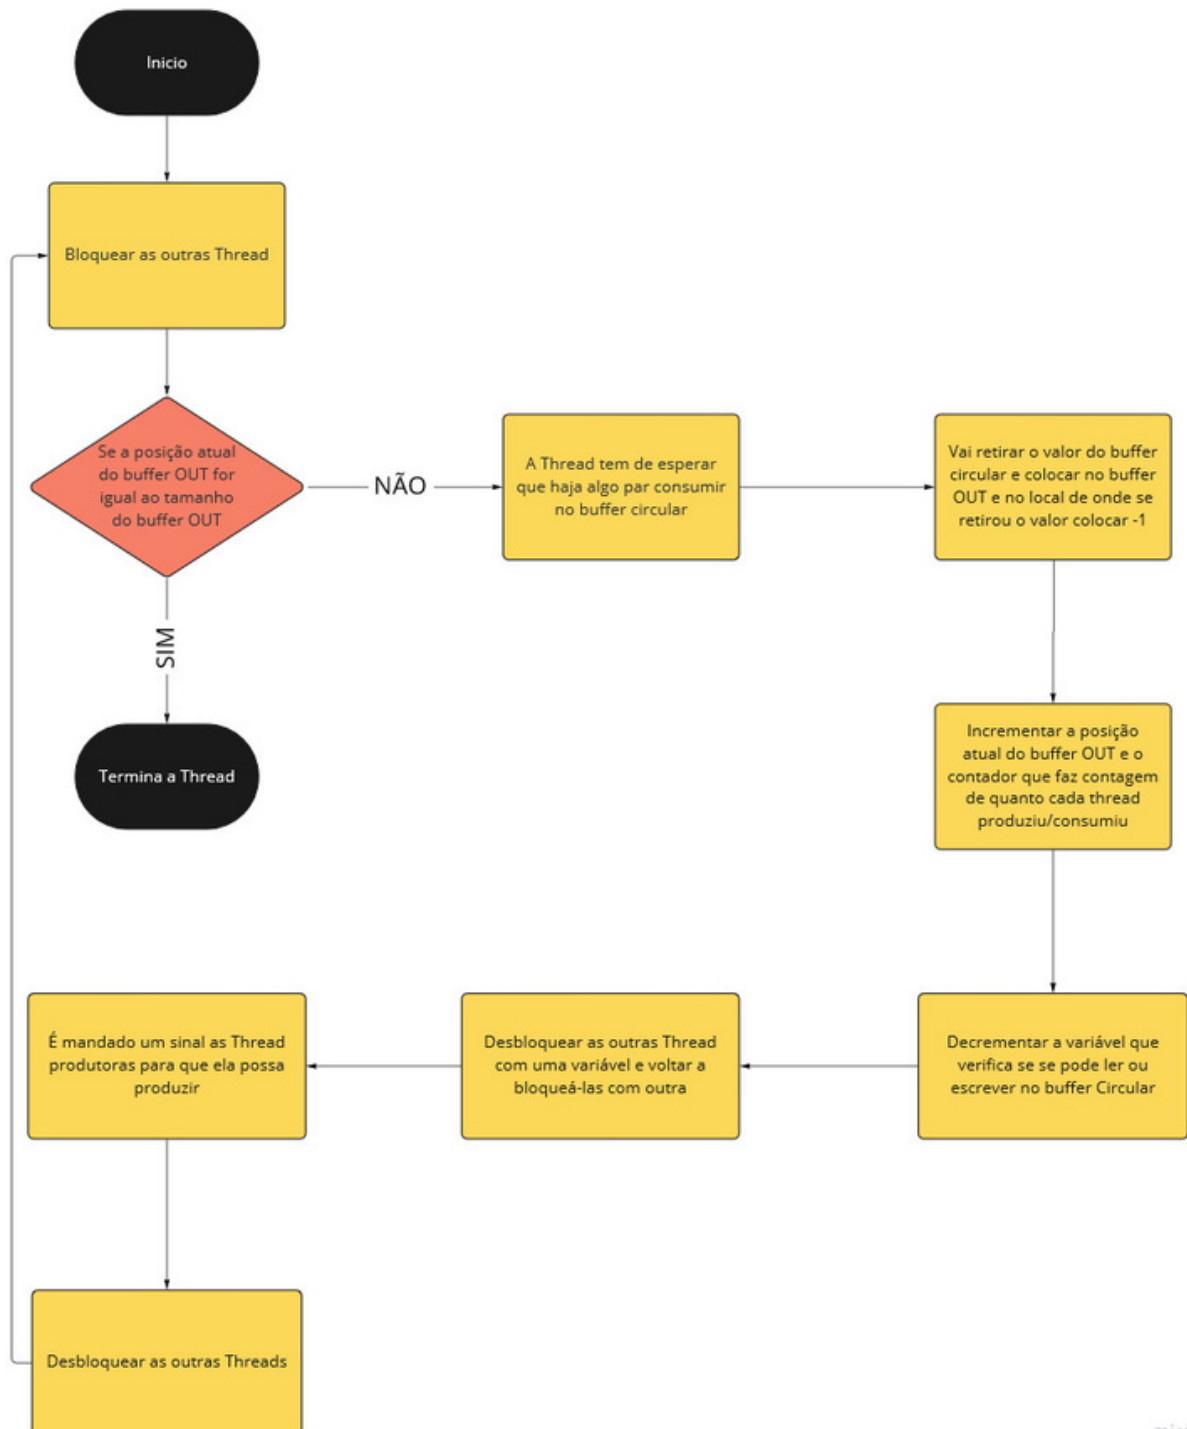 Inicio
Bloquear as outras Thread
Se a posição atual
do buffer OUT for
igual ao tamanho
do buffer OUT
NÃO
A Thread tem de esperar
que haja algo par consumir
no buffer circular
Vai retirar o valor do buffer
circular e colocar no buffer
OUT e no local de onde se
retirou o valor colocar -1
SIM
Termina a Thread
Incrementar a posição
atual do buffer OUT e o
contador que faz contagem
de quanto cada thread
produziu/consumiu
Decrementar a variável que
verifica se se pode ler ou
escrever no buffer Circular
Desbloquear as outras Thread
com uma variável e voltar a
bloqueá-las com outra
É mandado um sinal as Thread
produtoras para que ela possa
produzir
Desbloquear as outras Threads